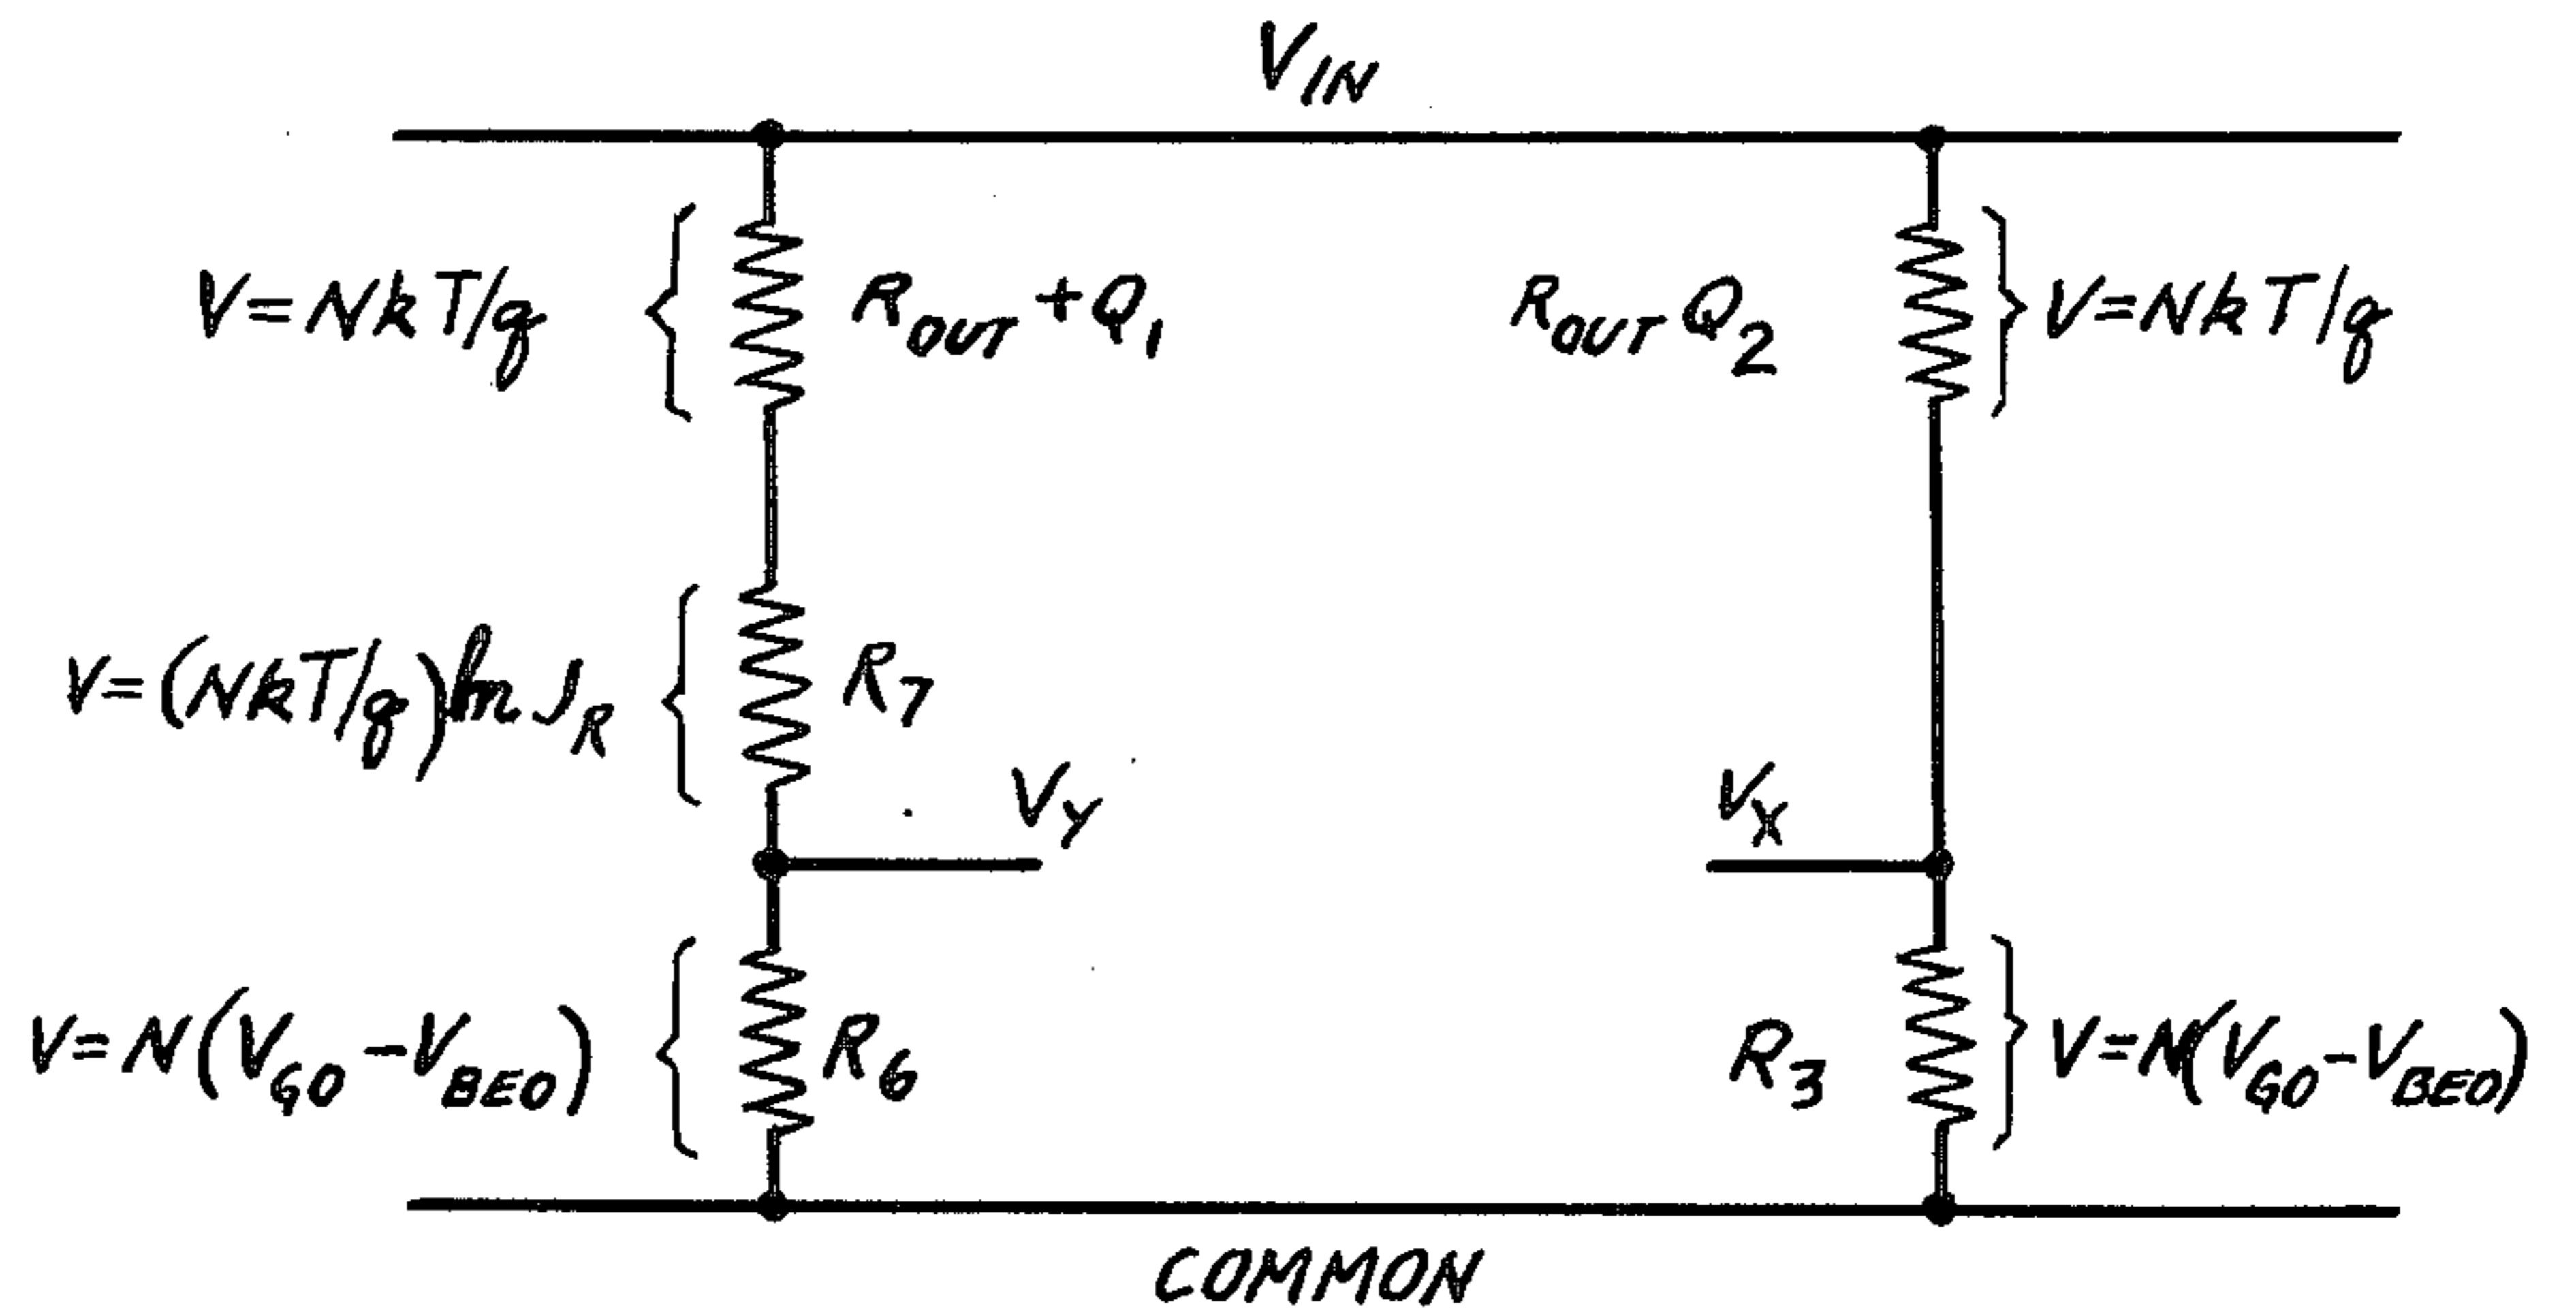 V_IN
V=NkT/q
R_OUT+Q_1
R_OUT Q_2
V=NkT/q
V=(NkT/q)ln J_R
R_7
V_Y
V_X
V=N(V_GO-V_BEO)
R_6
R_3
V=N(V_GO-V_BEO)
COMMON